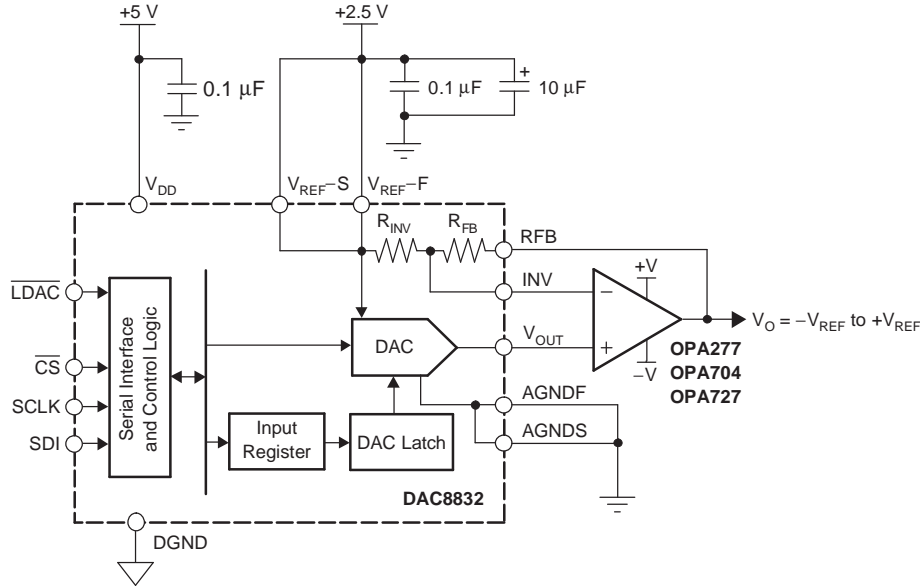 +5 V
+2.5 V
0.1 µF
+
0.1 µF
10 µF
V_DD
V_REF−S
V_REF−F
R_INV
R_FB
RFB
INV
+V
−
+
−V
V_O = −V_REF to +V_REF
OPA277
OPA704
OPA727
LDAC
CS
SCLK
SDI
Serial Interface
and Control Logic
DAC
V_OUT
AGNDF
AGNDS
Input
Register
DAC Latch
DAC8832
DGND